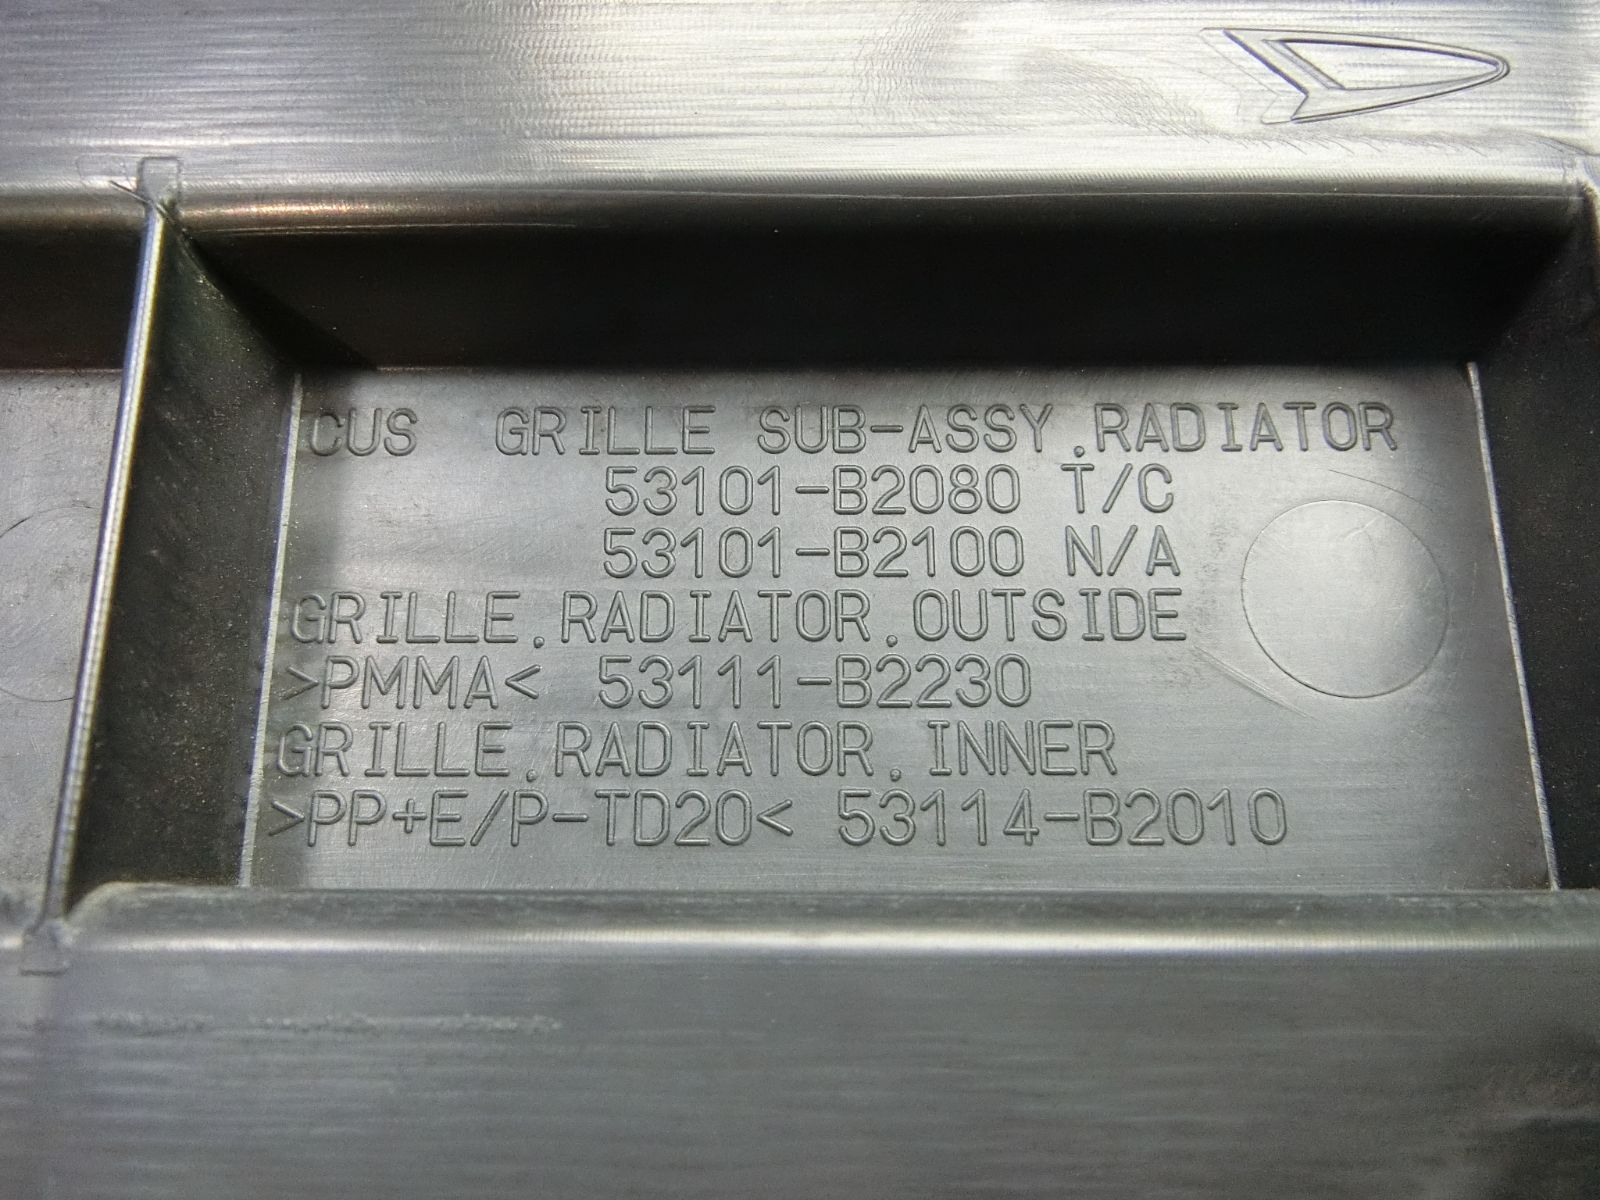 CUS GRILLE SUB-ASSY,RADIATOR
53101-B2080 T/C
53101-B2100 N/A
GRILLE,RADIATOR,OUTSIDE
>PMMA< 53111-B2230
GRILLE,RADIATOR,INNER
>PP+E/P-TD20< 53114-B2010